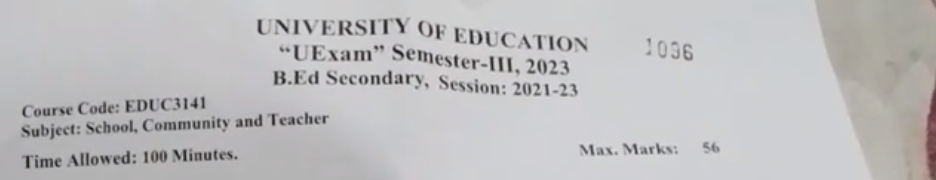 UNIVERSITY OF EDUCATION
1036
"UExam" Semester-III, 2023
B.Ed Secondary, Session: 2021-23
Course Code: EDUC3141
Subject: School, Community and Teacher
Time Allowed: 100 Minutes.
Max. Marks: 56